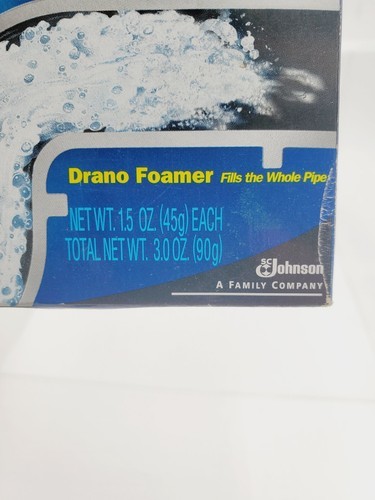 Drano Foamer Fills the Whole Pipe
NET WT. 1.5 OZ. (45g) EACH
TOTAL NET WT. 3.0 OZ. (90g)
SC Johnson
A FAMILY COMPANY